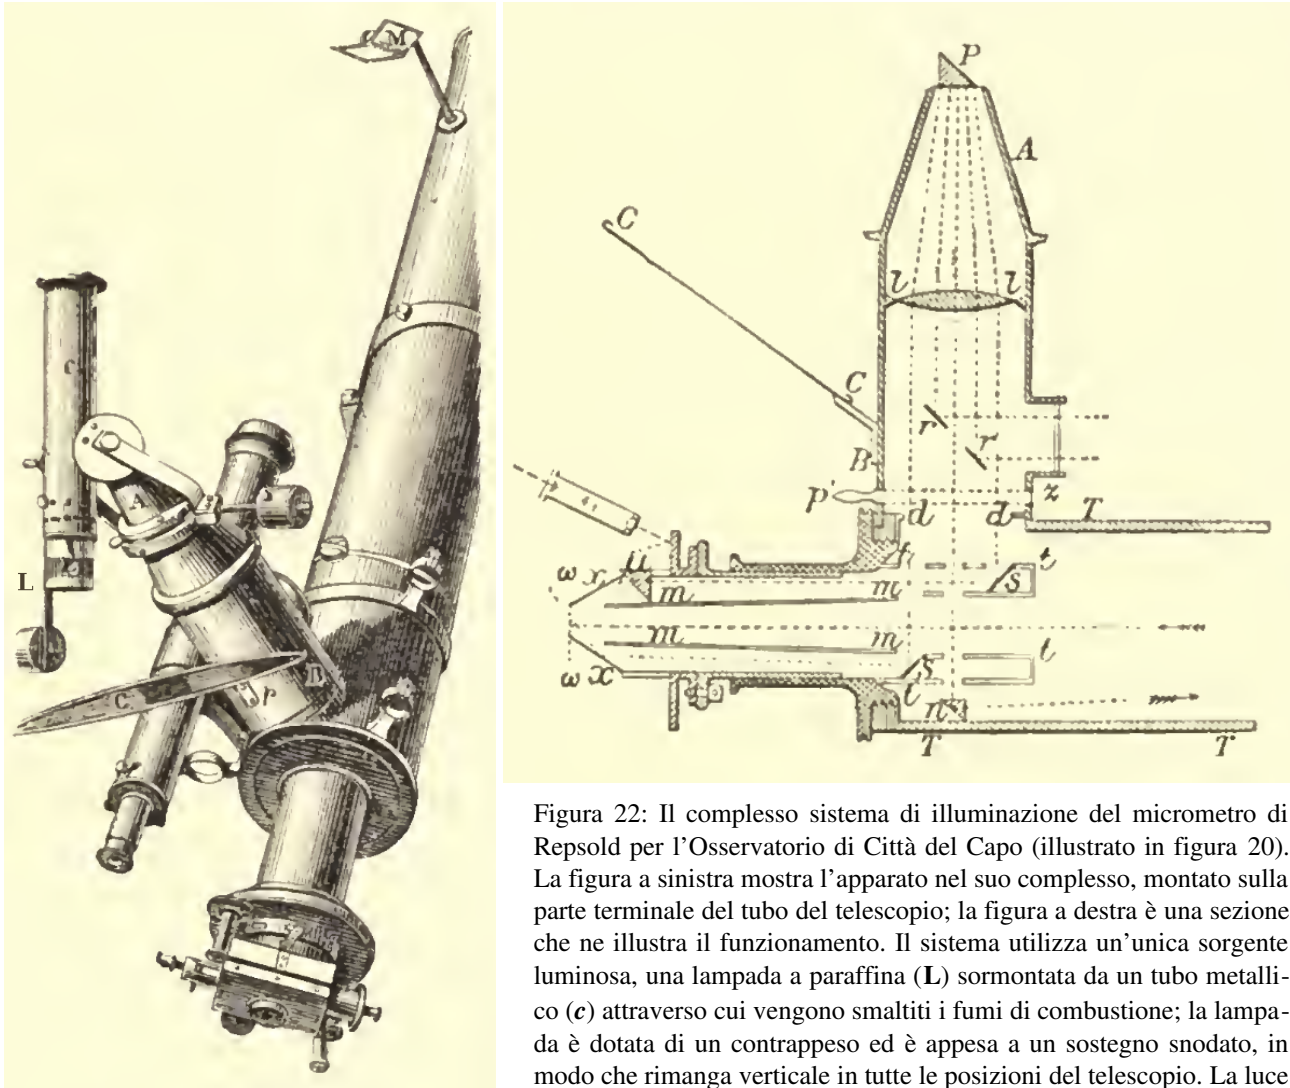 G M
c
L
A
C
B
p
P
A
C
l l
C
r
r
B
p'
z
d d T
t
u
ω x
m m s
m m t
s
ω x
t n
T T
Figura 22: Il complesso sistema di illuminazione del micrometro di
Repsold per l'Osservatorio di Città del Capo (illustrato in figura 20).
La figura a sinistra mostra l'apparato nel suo complesso, montato sulla
parte terminale del tubo del telescopio; la figura a destra è una sezione
che ne illustra il funzionamento. Il sistema utilizza un'unica sorgente
luminosa, una lampada a paraffina (L) sormontata da un tubo metalli-
co (c) attraverso cui vengono smaltiti i fumi di combustione; la lampa-
da è dotata di un contrappeso ed è appesa a un sostegno snodato, in
modo che rimanga verticale in tutte le posizioni del telescopio. La luce